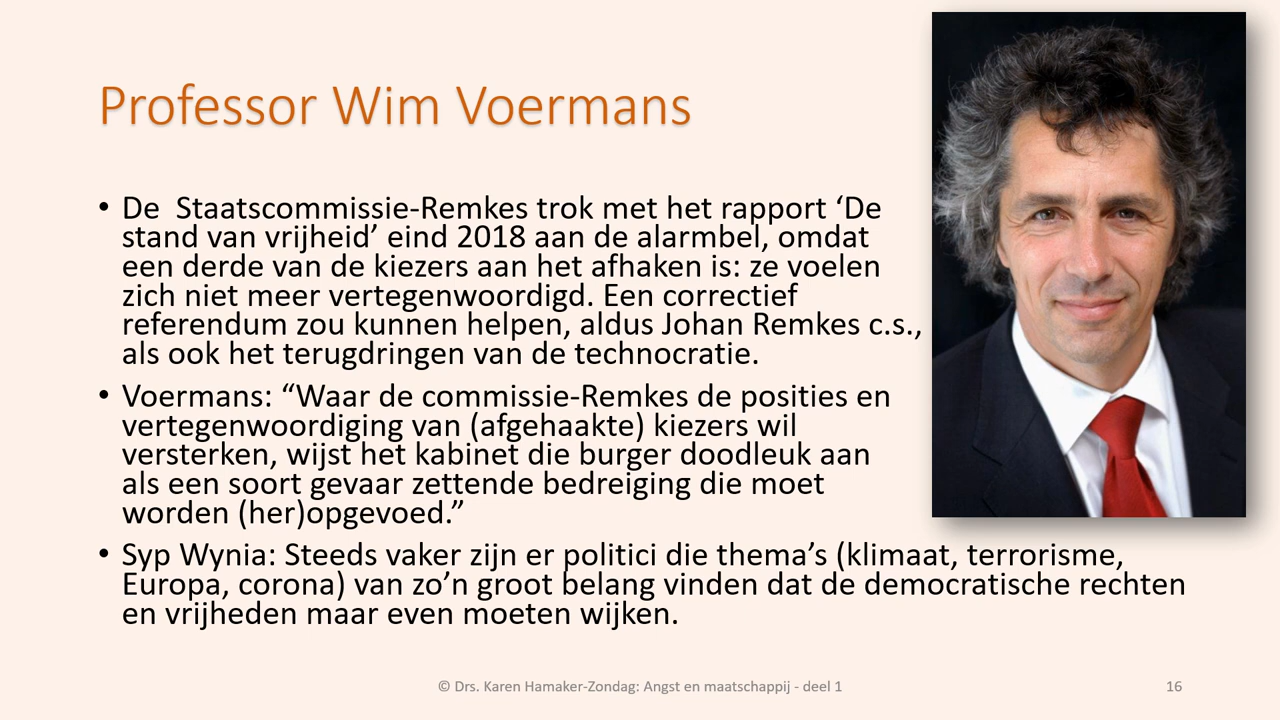 Professor Wim Voermans
• De  Staatscommissie-Remkes trok met het rapport ‘De
stand van vrijheid’ eind 2018 aan de alarmbel, omdat
een derde van de kiezers aan het afhaken is: ze voelen
zich niet meer vertegenwoordigd. Een correctief
referendum zou kunnen helpen, aldus Johan Remkes c.s.,
als ook het terugdringen van de technocratie.
• Voermans: “Waar de commissie-Remkes de posities en
vertegenwoordiging van (afgehaakte) kiezers wil
versterken, wijst het kabinet die burger doodleuk aan
als een soort gevaar zettende bedreiging die moet
worden (her)opgevoed.”
• Syp Wynia: Steeds vaker zijn er politici die thema’s (klimaat, terrorisme,
Europa, corona) van zo’n groot belang vinden dat de democratische rechten
en vrijheden maar even moeten wijken.
© Drs. Karen Hamaker-Zondag: Angst en maatschappij - deel 1
16